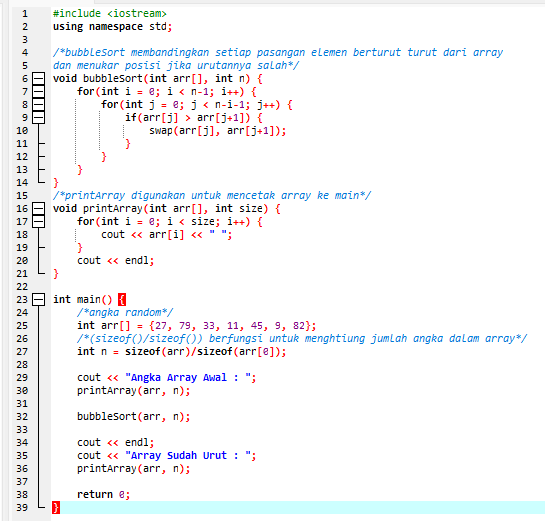 1 #include <iostream>
2 using namespace std;
3
4 /*bubbleSort membandingkan setiap pasangan elemen berturut turut dari array
5 dan menukar posisi jika urutannya salah*/
6 void bubbleSort(int arr[], int n) {
7 for(int i = 0; i < n-1; i++) {
8 for(int j = 0; j < n-i-1; j++) {
9 if(arr[j] > arr[j+1]) {
10 swap(arr[j], arr[j+1]);
11 }
12 }
13 }
14 }
15 /*printArray digunakan untuk mencetak array ke main*/
16 void printArray(int arr[], int size) {
17 for(int i = 0; i < size; i++) {
18 cout << arr[i] << " ";
19 }
20 cout << endl;
21 }
22
23 int main() {
24 /*angka random*/
25 int arr[] = {27, 79, 33, 11, 45, 9, 82};
26 /*(sizeof()/sizeof()) berfungsi untuk menghtiung jumlah angka dalam array*/
27 int n = sizeof(arr)/sizeof(arr[0]);
28
29 cout << "Angka Array Awal : ";
30 printArray(arr, n);
31
32 bubbleSort(arr, n);
33
34 cout << endl;
35 cout << "Array Sudah Urut : ";
36 printArray(arr, n);
37
38 return 0;
39 }